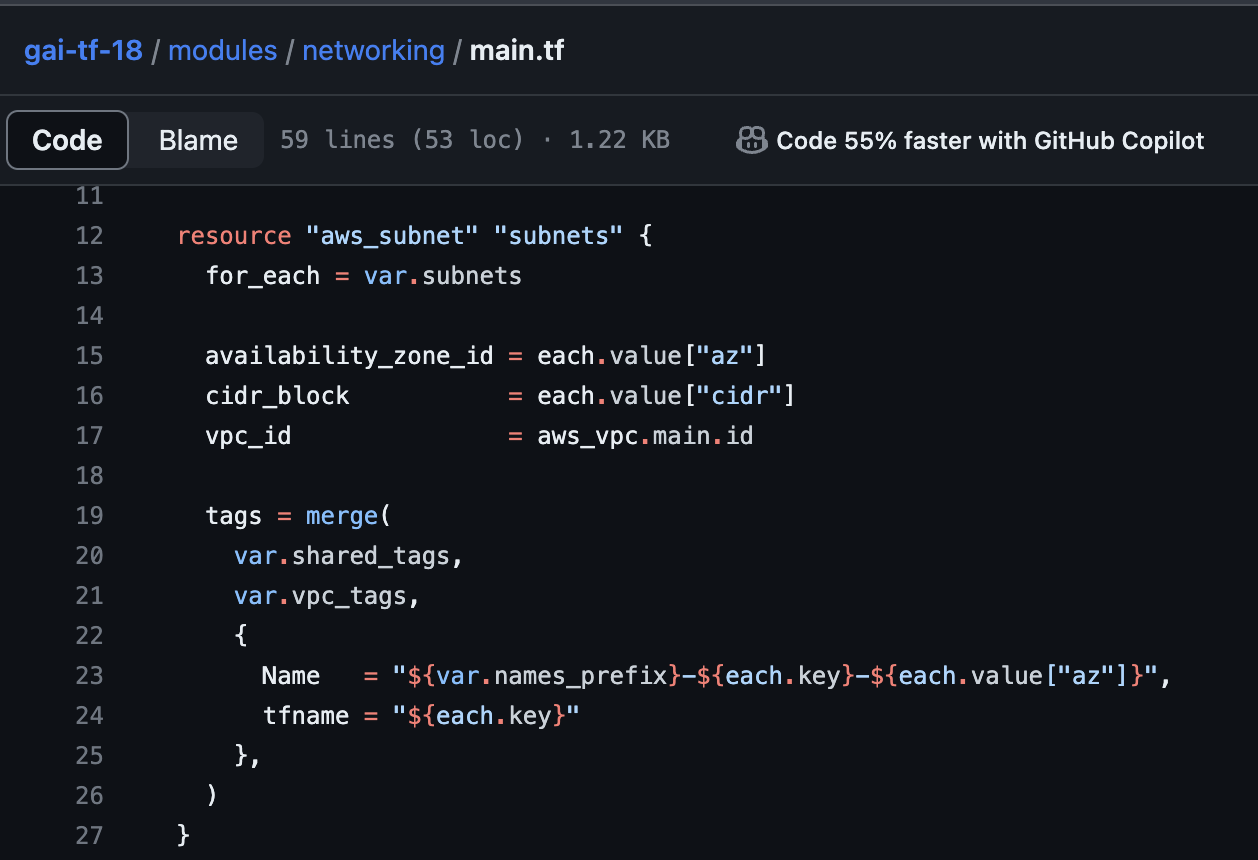 gai-tf-18 / modules / networking / main.tf
Code Blame 59 lines (53 loc) · 1.22 KB Code 55% faster with GitHub Copilot
11
12 resource "aws_subnet" "subnets" {
13   for_each = var.subnets
14
15   availability_zone_id = each.value["az"]
16   cidr_block           = each.value["cidr"]
17   vpc_id               = aws_vpc.main.id
18
19   tags = merge(
20     var.shared_tags,
21     var.vpc_tags,
22     {
23       Name   = "${var.names_prefix}-${each.key}-${each.value["az"]}",
24       tfname = "${each.key}"
25     },
26   )
27 }